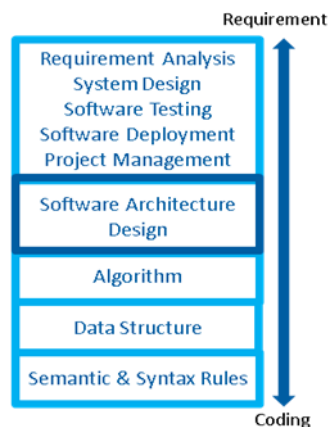 Requirement
Requirement Analysis
System Design
Software Testing
Software Deployment
Project Management
Software Architecture
Design
Algorithm
Data Structure
Semantic & Syntax Rules
Coding